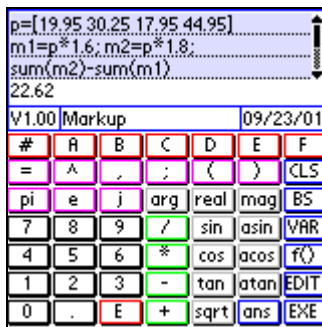 p=[19.95 30.25 17.95 44.95]
m1=p*1.6; m2=p*1.8;
sum(m2)-sum(m1)
22.62
V1.00 Markup 09/23/01
# A B C D E F
= ^ , ; ( ) CLS
pi e j arg real mag BS
7 8 9 / sin asin VAR
4 5 6 * cos acos f()
1 2 3 - tan atan EDIT
0 . E + sqrt ans EXE